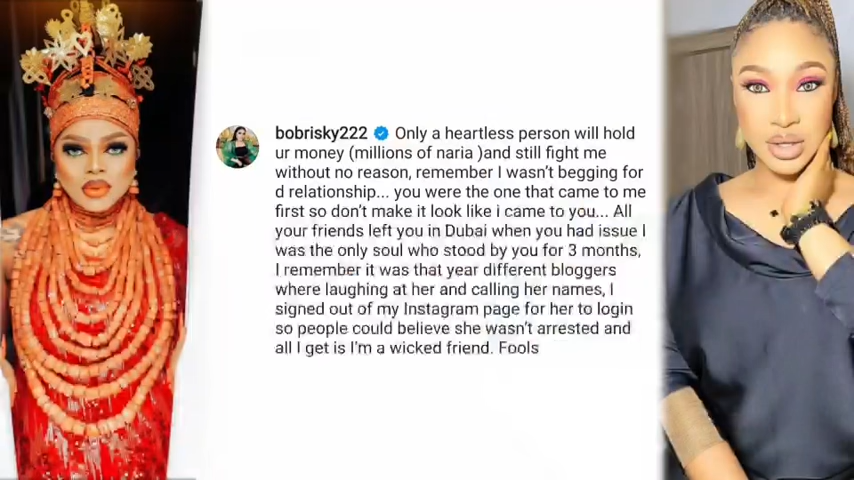 bobrisky222 Only a heartless person will hold
ur money (millions of naria )and still fight me
without no reason, remember I wasn't begging for
d relationship... you were the one that came to me
first so don't make it look like i came to you... All
your friends left you in Dubai when you had issue I
was the only soul who stood by you for 3 months,
I remember it was that year different bloggers
where laughing at her and calling her names, I
signed out of my Instagram page for her to login
so people could believe she wasn't arrested and
all I get is I'm a wicked friend. Fools